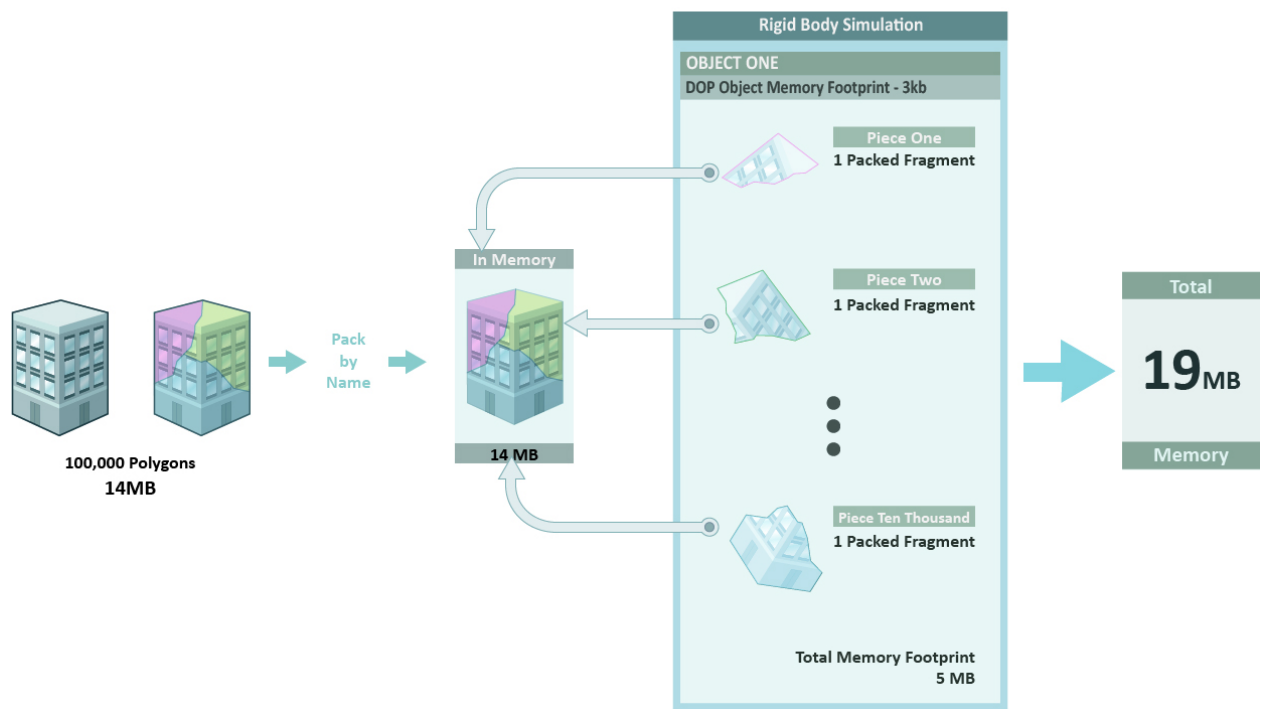 Rigid Body Simulation
OBJECT ONE
DOP Object Memory Footprint - 3kb
Piece One
1 Packed Fragment
In Memory
Piece Two
1 Packed Fragment
Pack
by
Name
14 MB
100,000 Polygons
14MB
Piece Ten Thousand
1 Packed Fragment
Total Memory Footprint
5 MB
Total
19MB
Memory